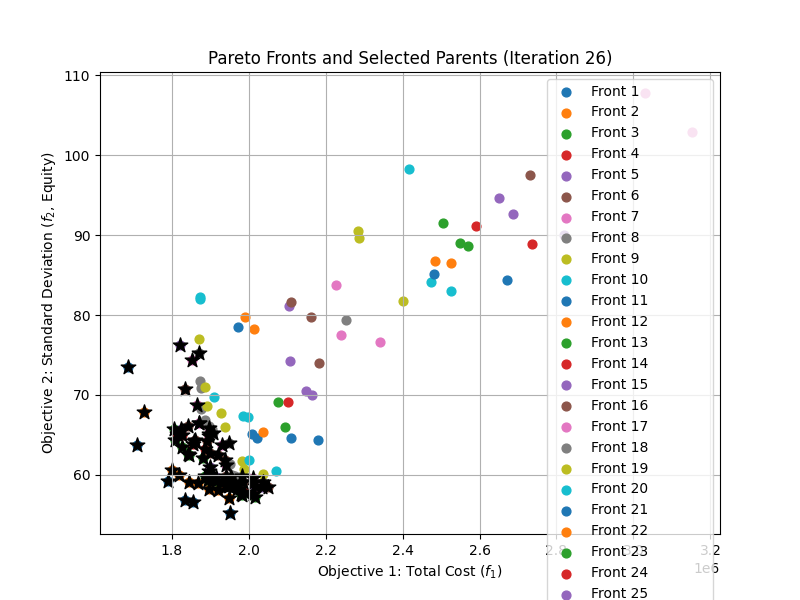 Pareto Fronts and Selected Parents (Iteration 26)
110
100
90
80
70
60
Objective 2: Standard Deviation (f₂, Equity)
Front 1
Front 2
Front 3
Front 4
Front 5
Front 6
Front 7
Front 8
Front 9
Front 10
Front 11
Front 12
Front 13
Front 14
Front 15
Front 16
Front 17
Front 18
Front 19
Front 20
Front 21
Front 22
Front 23
Front 24
Front 25
1.8
2.0
2.2
2.4
2.6
2.8
3.2
1e6
Objective 1: Total Cost (f₁)